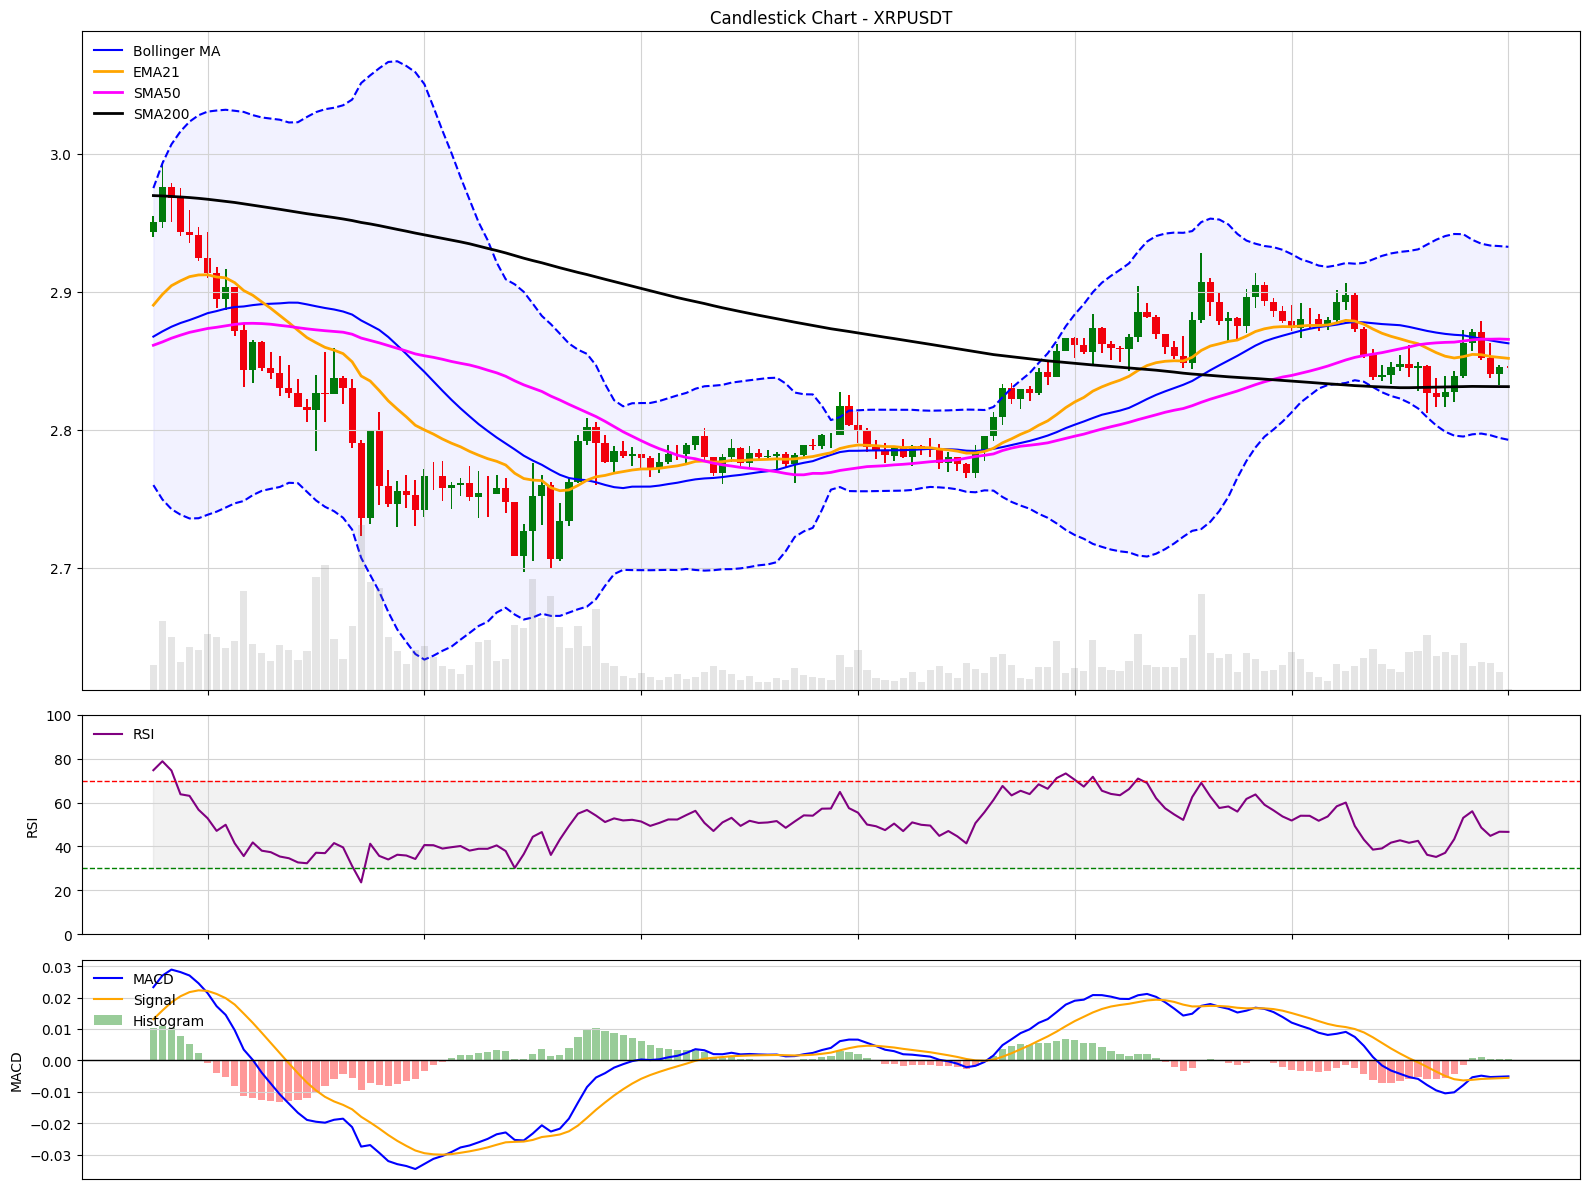 Candlestick Chart - XRPUSDT
Bollinger MA
EMA21
SMA50
SMA200
3.0
2.9
2.8
2.7
RSI
100
80
60
40
20
0
RSI
MACD
Signal
Histogram
0.03
0.02
0.01
0.00
−0.01
−0.02
−0.03
MACD